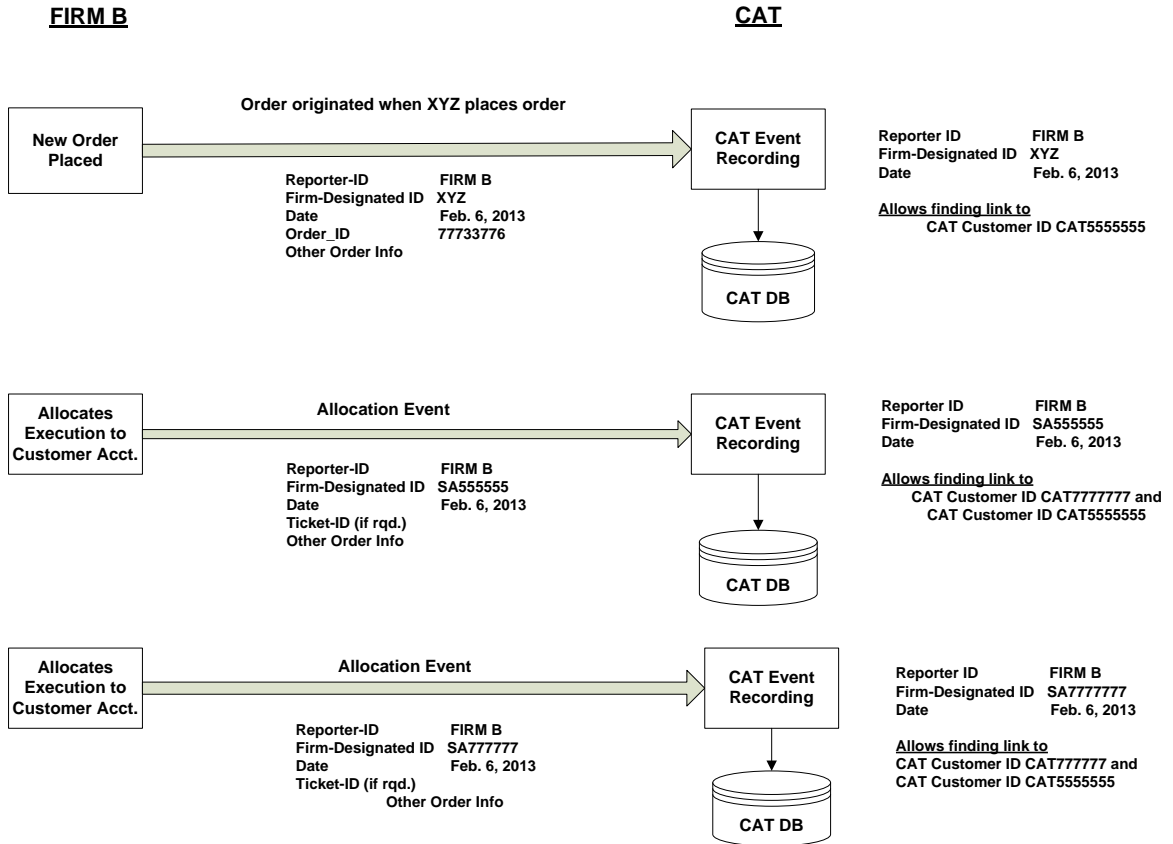 FIRM B
CAT
Order originated when XYZ places order
New Order
Placed
CAT Event
Recording
Reporter-ID FIRM B
Firm-Designated ID XYZ
Date Feb. 6, 2013
Order_ID 77733776
Other Order Info
Reporter ID FIRM B
Firm-Designated ID XYZ
Date Feb. 6, 2013
Allows finding link to
CAT Customer ID CAT5555555
CAT DB
Allocates
Execution to
Customer Acct.
Allocation Event
CAT Event
Recording
Reporter-ID FIRM B
Firm-Designated ID SA555555
Date Feb. 6, 2013
Ticket-ID (if rqd.)
Other Order Info
Reporter ID FIRM B
Firm-Designated ID SA555555
Date Feb. 6, 2013
Allows finding link to
CAT Customer ID CAT7777777 and
CAT Customer ID CAT5555555
CAT DB
Allocates
Execution to
Customer Acct.
Allocation Event
CAT Event
Recording
Reporter-ID FIRM B
Firm-Designated ID SA777777
Date Feb. 6, 2013
Ticket-ID (if rqd.)
Other Order Info
Reporter ID FIRM B
Firm-Designated ID SA7777777
Date Feb. 6, 2013
Allows finding link to
CAT Customer ID CAT777777 and
CAT Customer ID CAT5555555
CAT DB